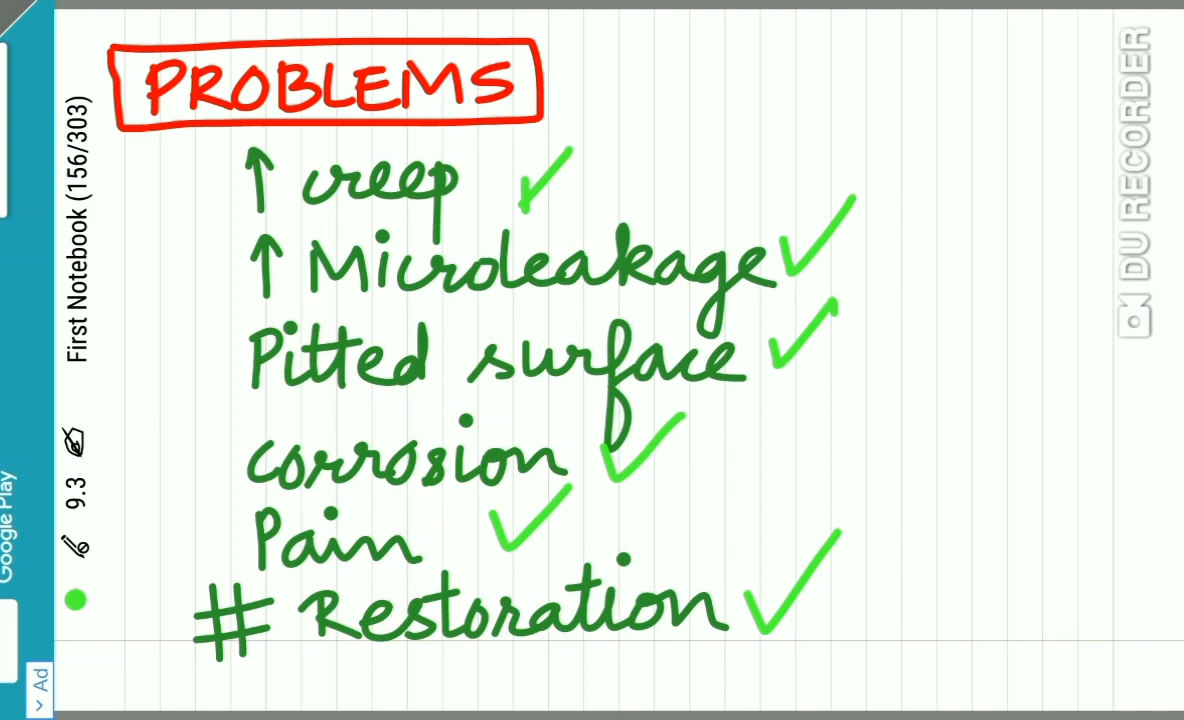 PROBLEMS
↑ creep ✓
↑ Microleakage ✓
Pitted surface ✓
corrosion ✓
Pain ✓
# Restoration ✓
First Notebook (156/303)
9.3
Google Play
Ad
DU RECORDER